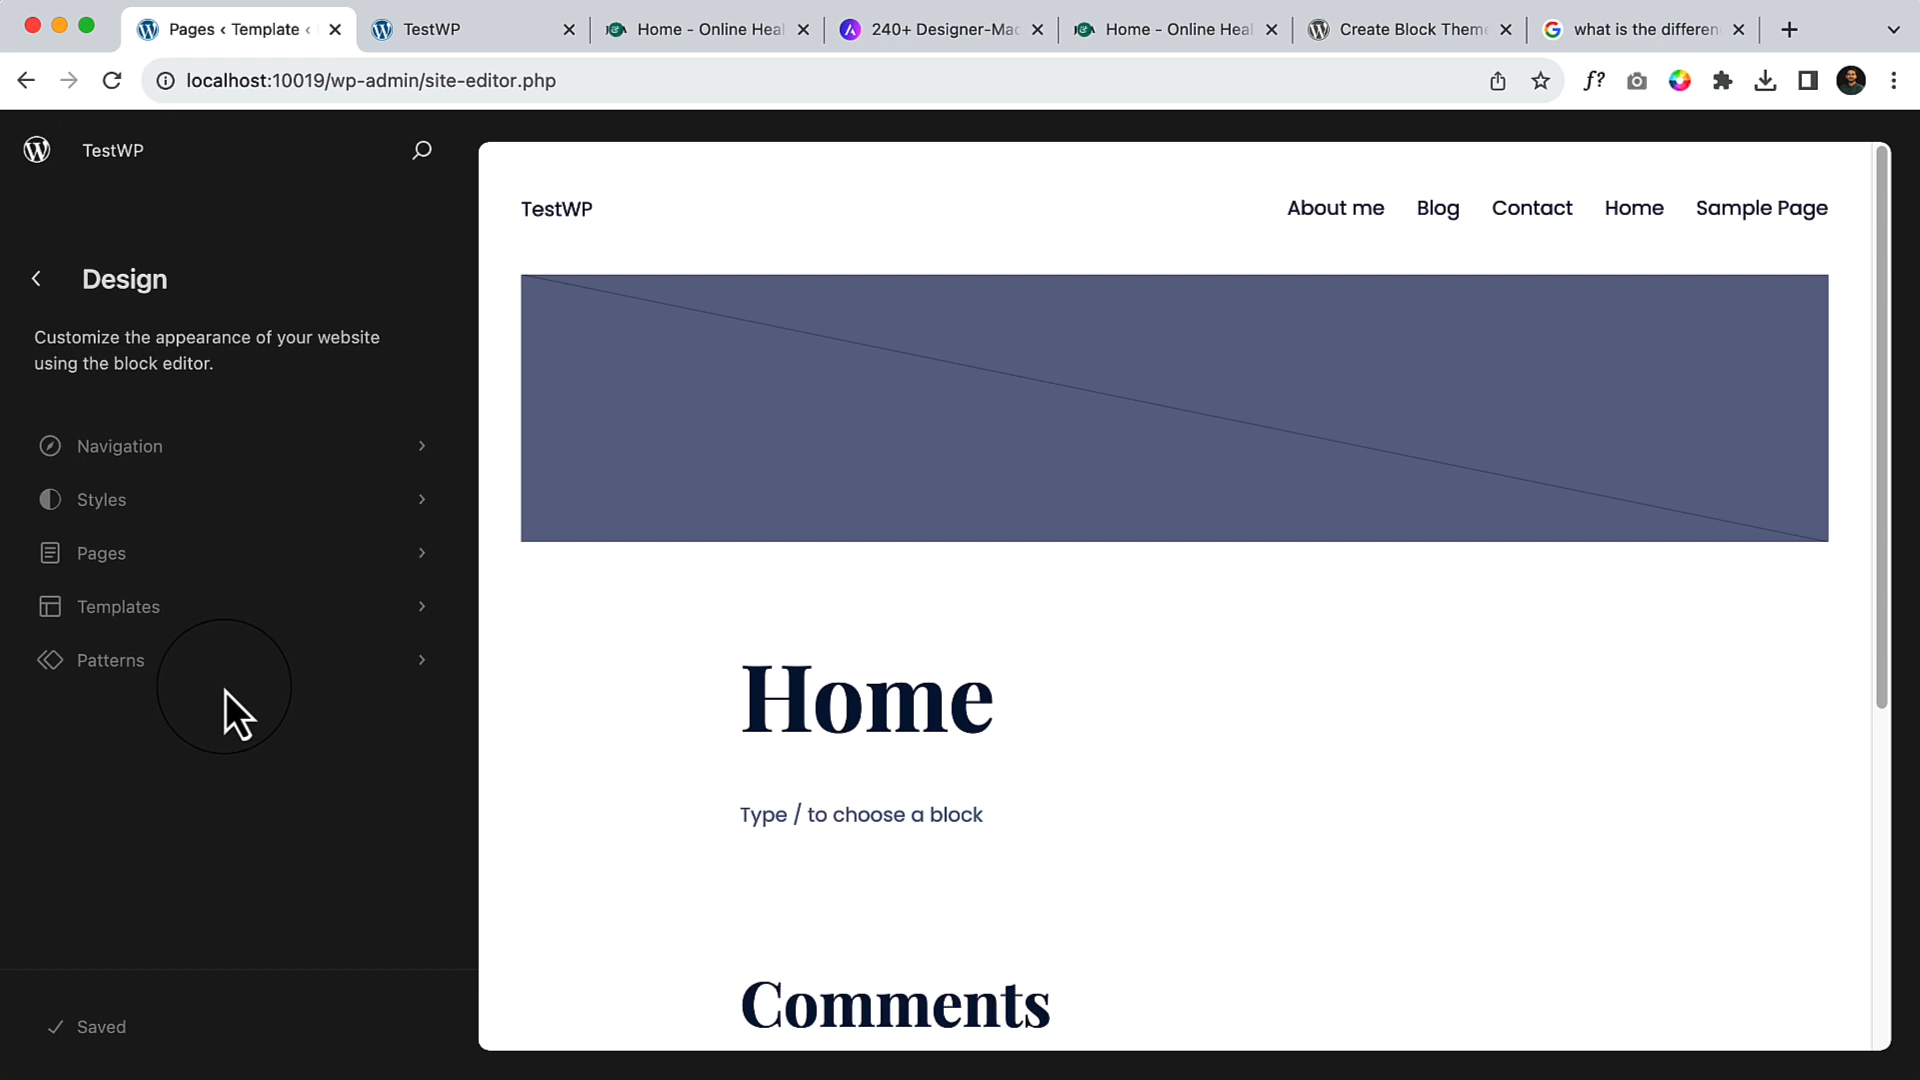 Pages ‹ Template ‹
TestWP
Home - Online Heal
240+ Designer-Mad
Home - Online Heal
Create Block Theme
what is the differen
localhost:10019/wp-admin/site-editor.php
f?
TestWP
Design
Customize the appearance of your website
using the block editor.
Navigation
Styles
Pages
Templates
Patterns
Saved
TestWP
About me
Blog
Contact
Home
Sample Page
Home
Type / to choose a block
Comments